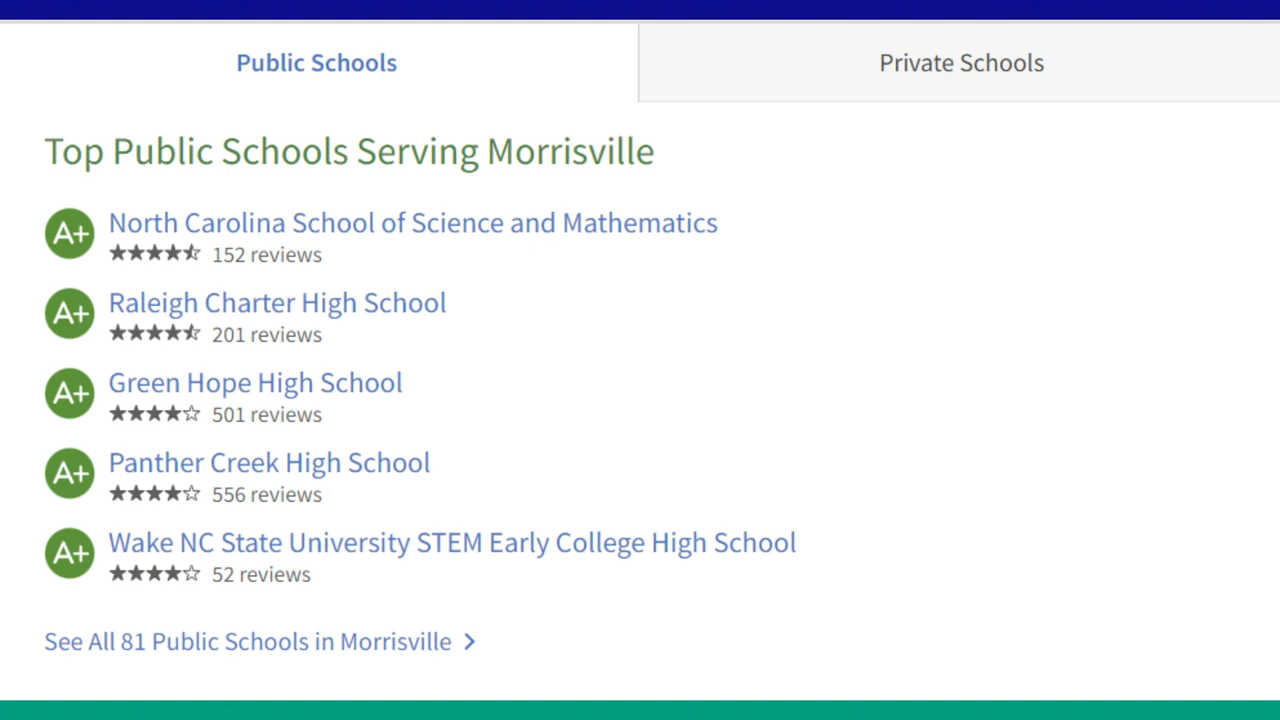 Public Schools
Private Schools
Top Public Schools Serving Morrisville
A+ North Carolina School of Science and Mathematics
152 reviews
A+ Raleigh Charter High School
201 reviews
A+ Green Hope High School
501 reviews
A+ Panther Creek High School
556 reviews
A+ Wake NC State University STEM Early College High School
52 reviews
See All 81 Public Schools in Morrisville